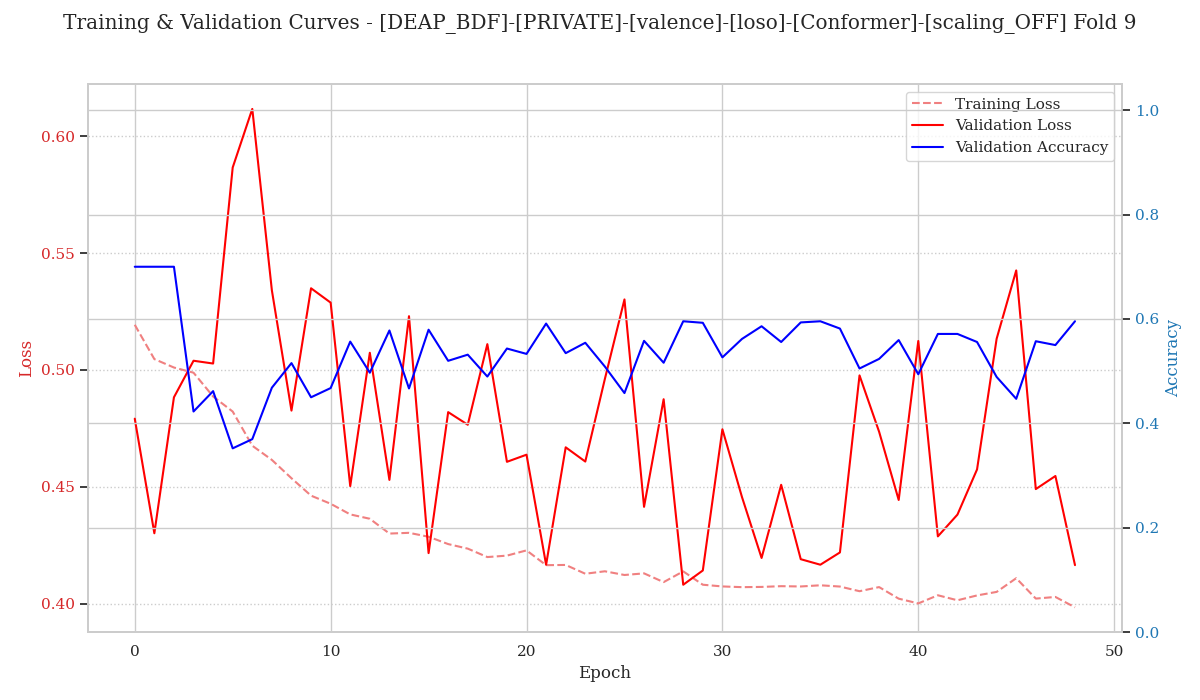 Training & Validation Curves - [DEAP_BDF]-[PRIVATE]-[valence]-[loso]-[Conformer]-[scaling_OFF] Fold 9
Training Loss
Validation Loss
Validation Accuracy
Loss
0.60
0.55
0.50
0.45
0.40
1.0
0.8
0.6
0.4
0.2
0.0
Accuracy
0
10
20
30
40
50
Epoch